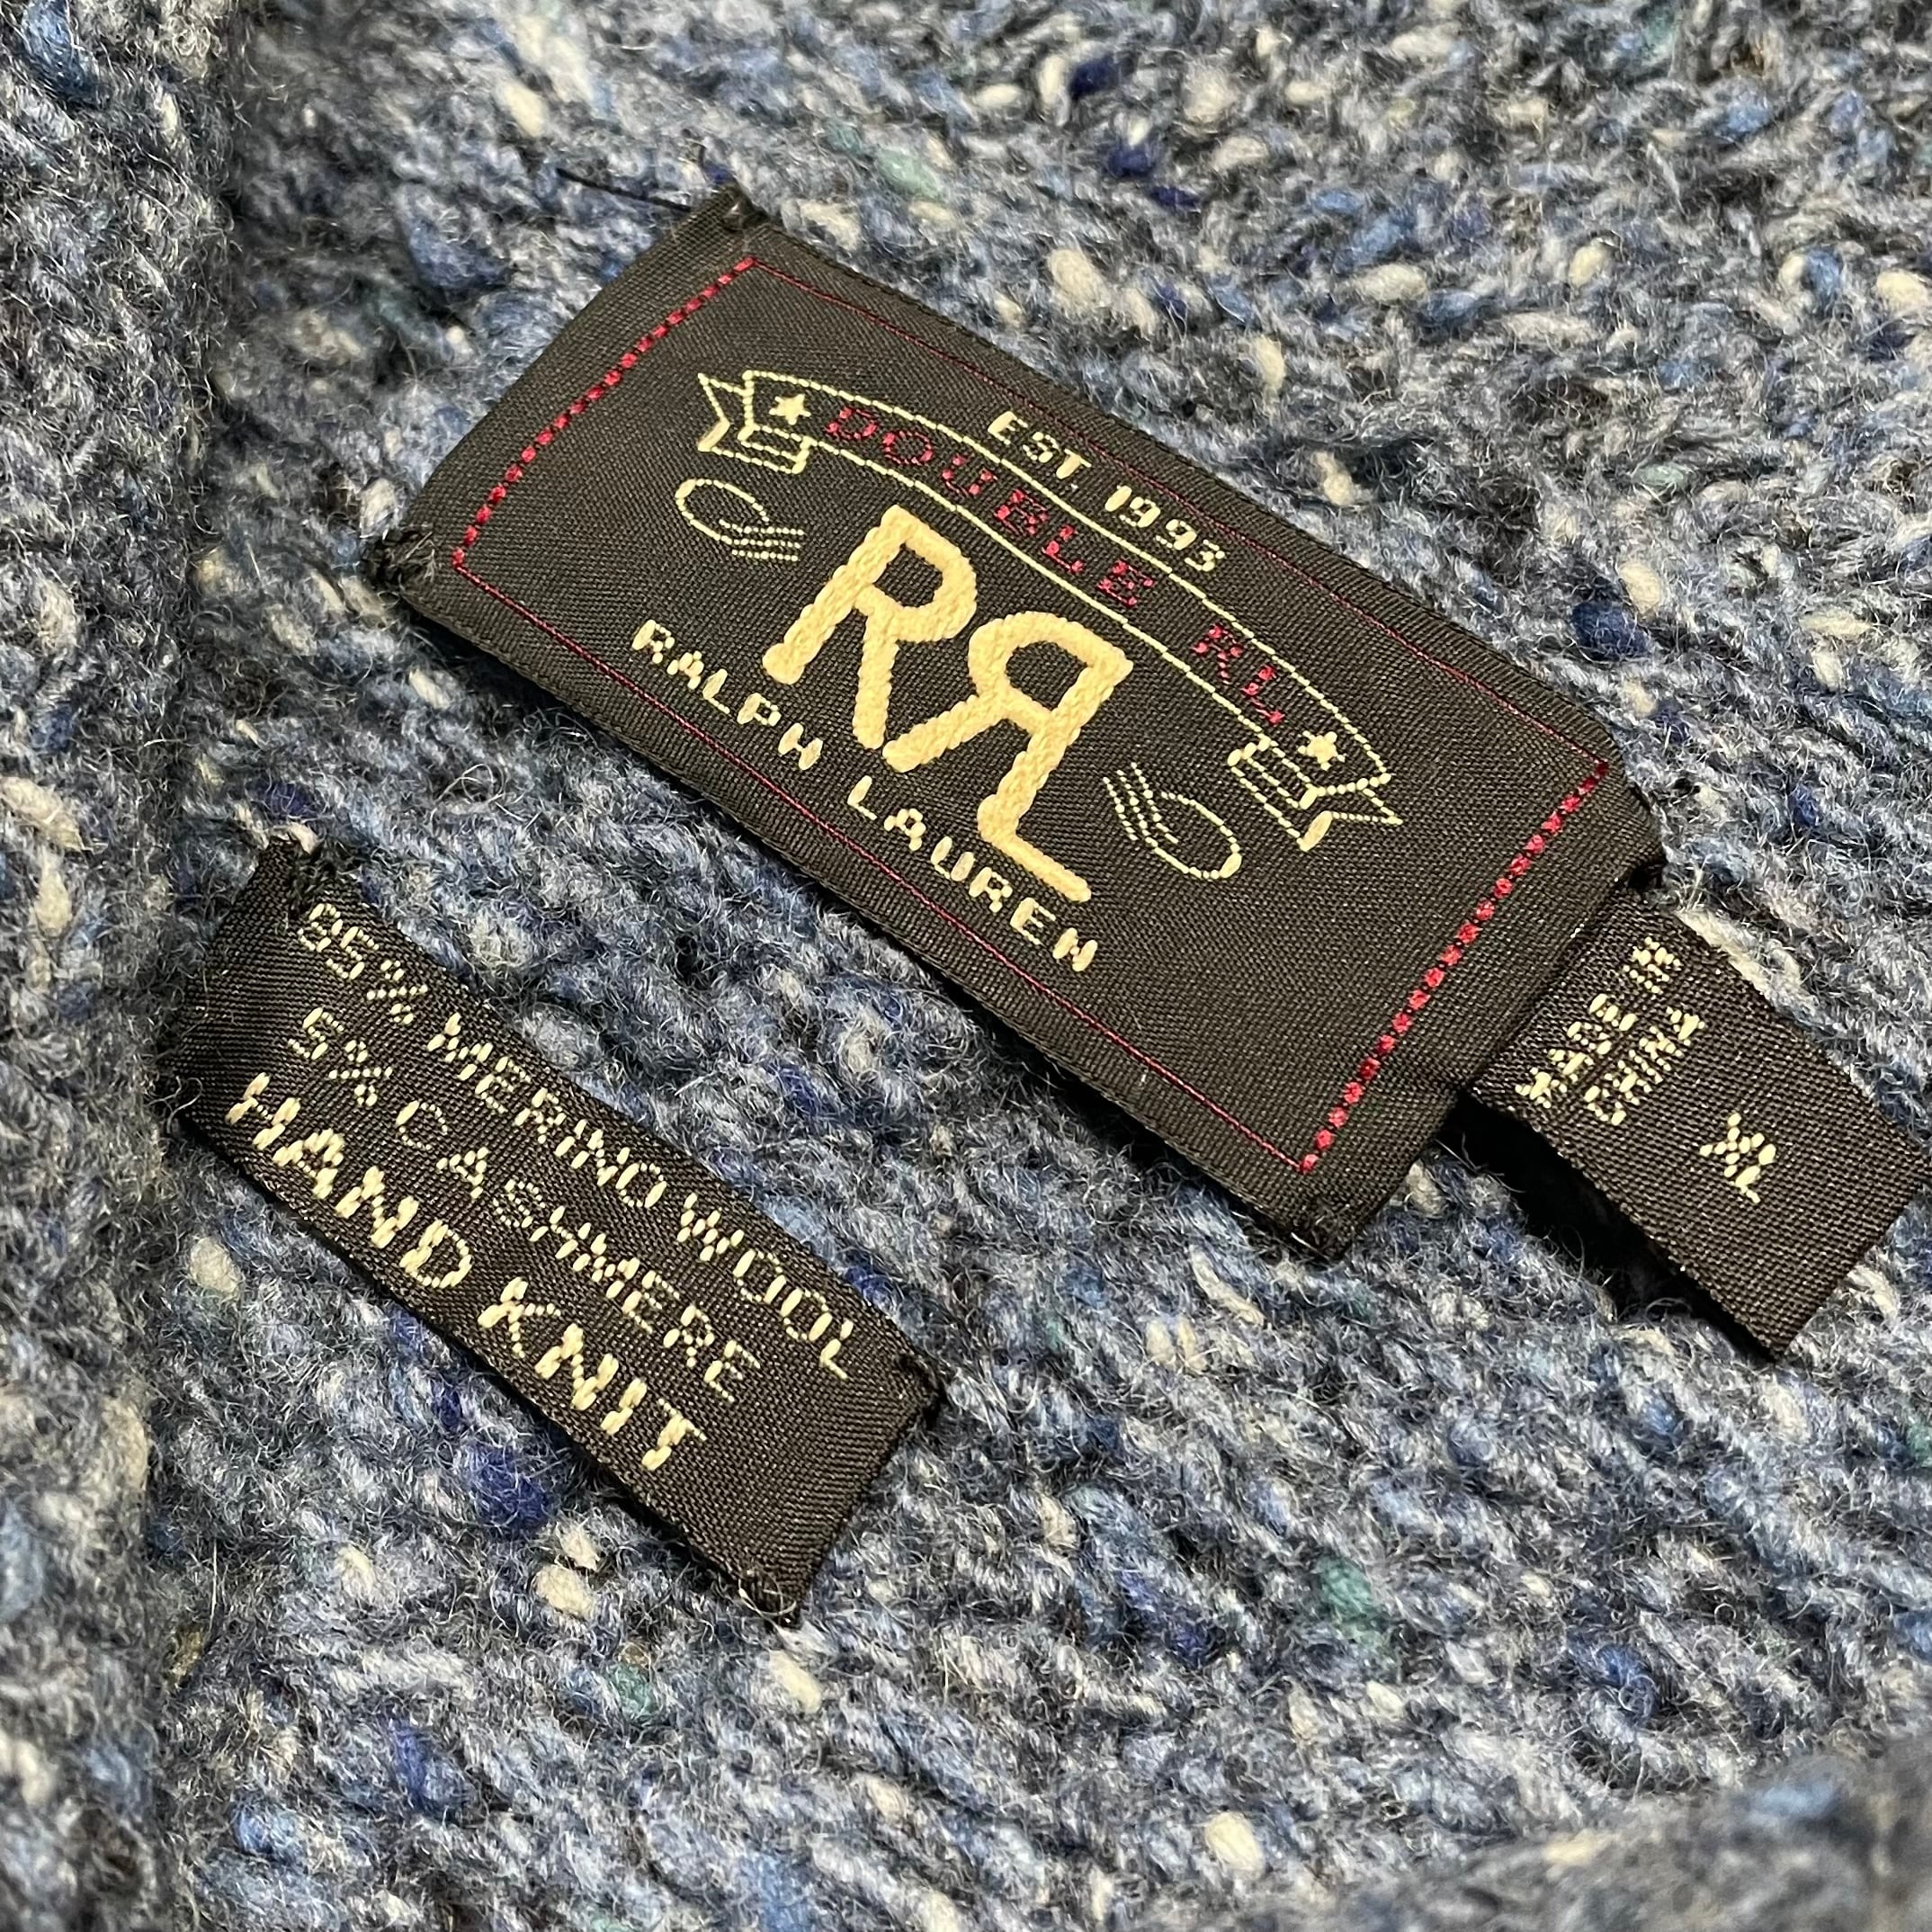 EST. 1993
DOUBLE RL
RRL
RALPH LAUREN
MADE IN
CHINA
XL
95% MERINO WOOL
5% CASHMERE
HAND KNIT